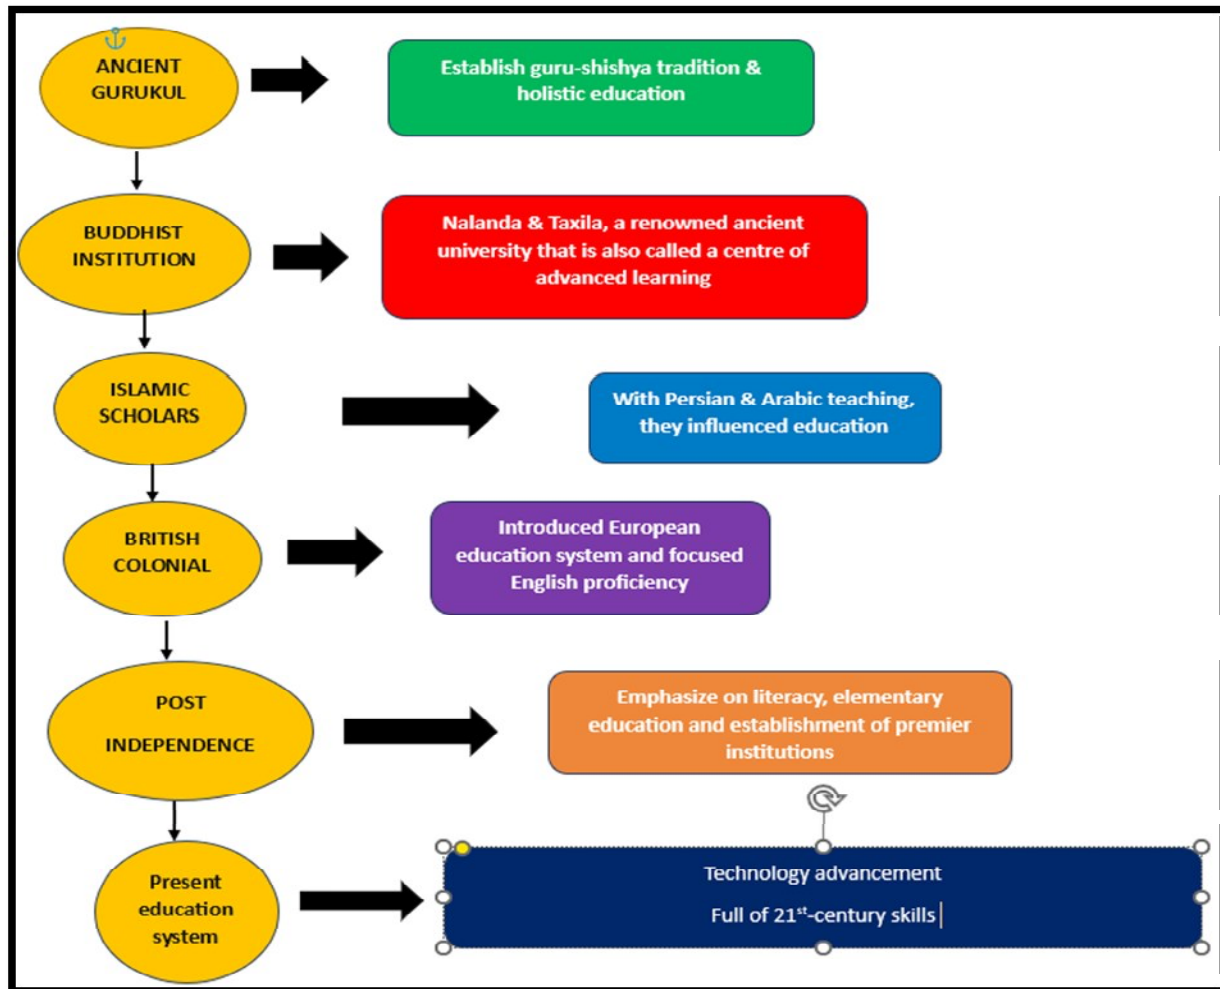 ANCIENT
GURUKUL
Establish guru-shishya tradition &
holistic education
BUDDHIST
INSTITUTION
Nalanda & Taxila, a renowned ancient
university that is also called a centre of
advanced learning
ISLAMIC
SCHOLARS
With Persian & Arabic teaching,
they influenced education
BRITISH
COLONIAL
Introduced European
education system and focused
English proficiency
POST
INDEPENDENCE
Emphasize on literacy, elementary
education and establishment of premier
institutions
Present
education
system
Technology advancement
Full of 21st-century skills